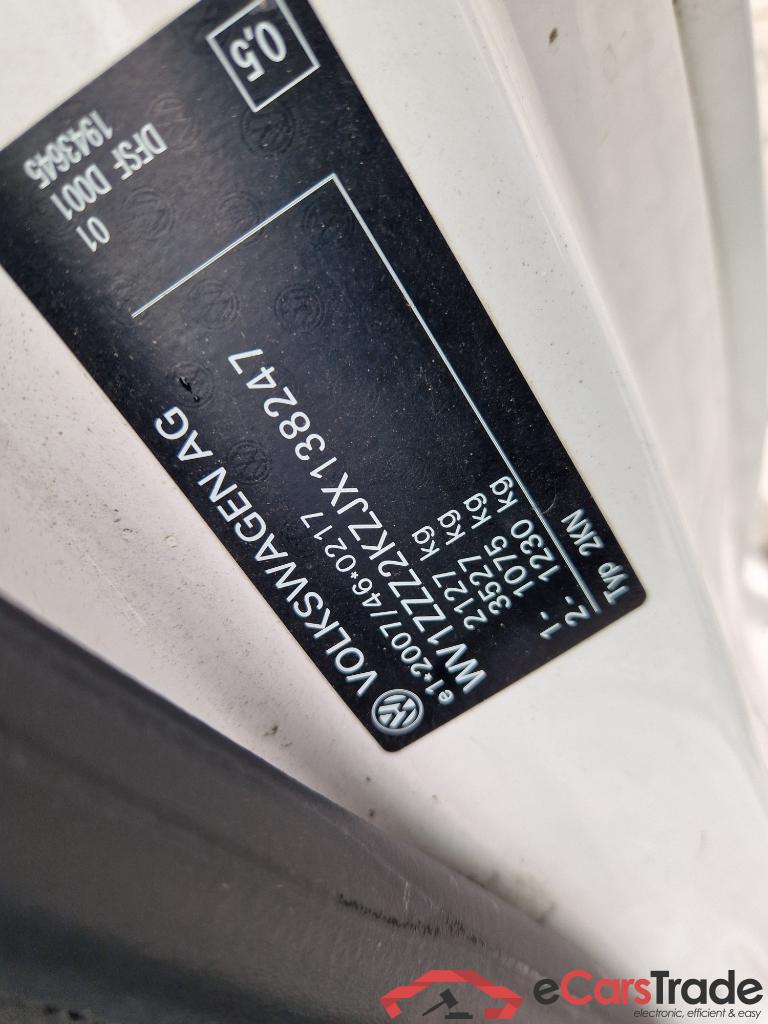 VOLKSWAGEN AG
e1*2007/46*0217
WV1ZZZ2KZJX138247
2127 kg
3527 kg
1- 1075 kg
2- 1230 kg
Typ 2KN
0,5
01
DFSF D001
1943645
eCarsTrade
electronic, efficient & easy